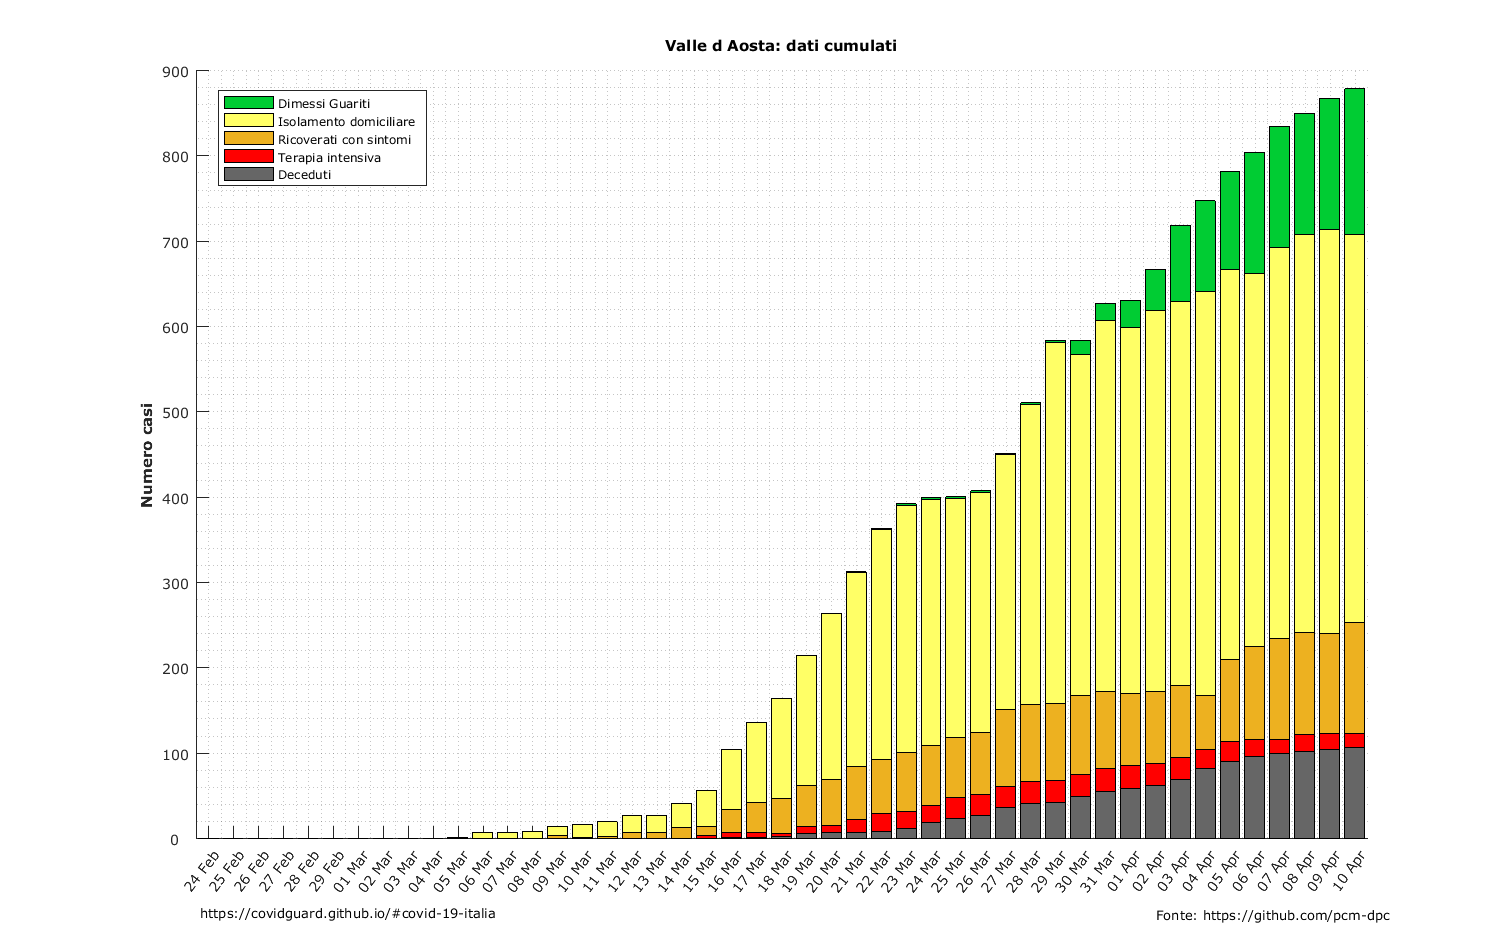 Valle d Aosta: dati cumulati
Numero casi
900
800
700
600
500
400
300
200
100
0
Dimessi Guariti
Isolamento domiciliare
Ricoverati con sintomi
Terapia intensiva
Deceduti
24 Feb
25 Feb
26 Feb
27 Feb
28 Feb
29 Feb
01 Mar
02 Mar
03 Mar
04 Mar
05 Mar
06 Mar
07 Mar
08 Mar
09 Mar
10 Mar
11 Mar
12 Mar
13 Mar
14 Mar
15 Mar
16 Mar
17 Mar
18 Mar
19 Mar
20 Mar
21 Mar
22 Mar
23 Mar
24 Mar
25 Mar
26 Mar
27 Mar
28 Mar
29 Mar
30 Mar
31 Mar
01 Apr
02 Apr
03 Apr
04 Apr
05 Apr
06 Apr
07 Apr
08 Apr
09 Apr
10 Apr
https://covidguard.github.io/#covid-19-italia
Fonte: https://github.com/pcm-dpc